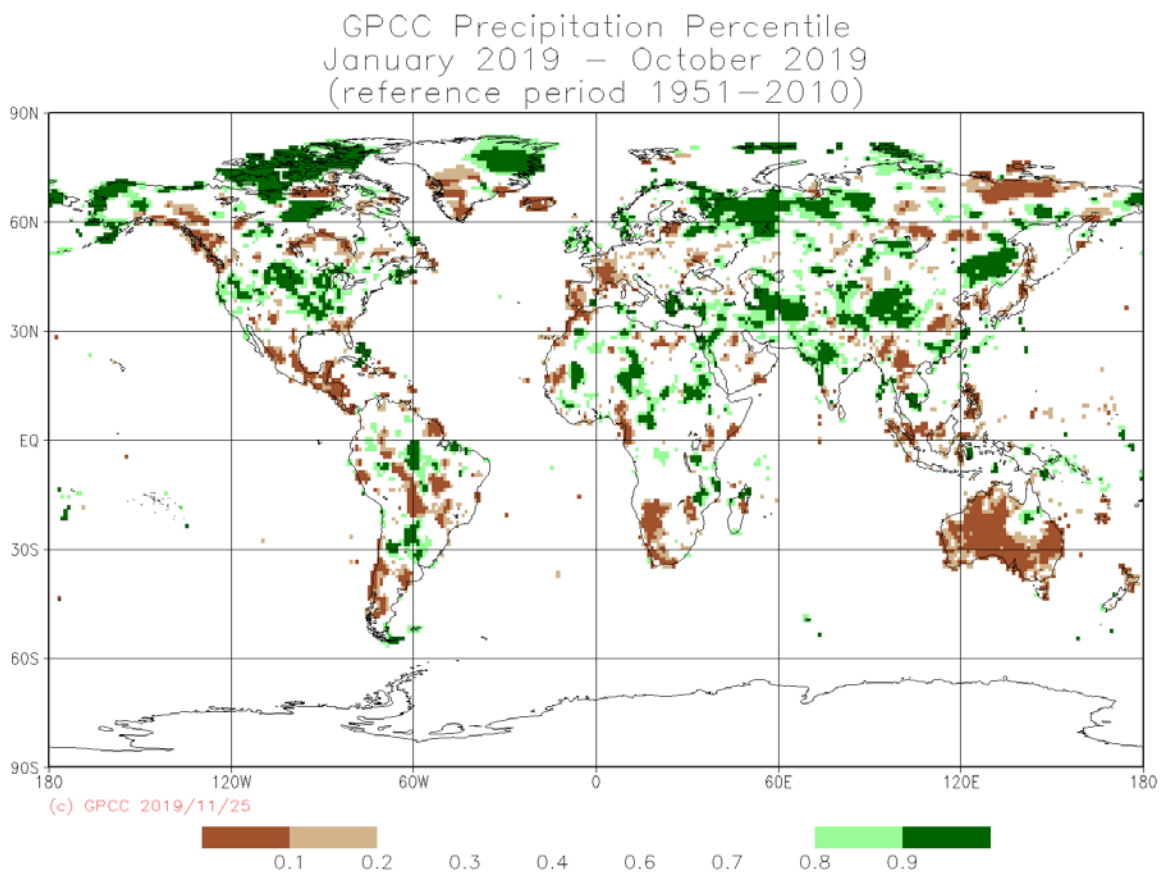 GPCC Precipitation Percentile
January 2019 – October 2019
(reference period 1951–2010)
90N
60N
30N
EQ
30S
60S
90S
180 120W 60W 0 60E 120E 180
(c) GPCC 2019/11/25
0.1 0.2 0.3 0.4 0.6 0.7 0.8 0.9